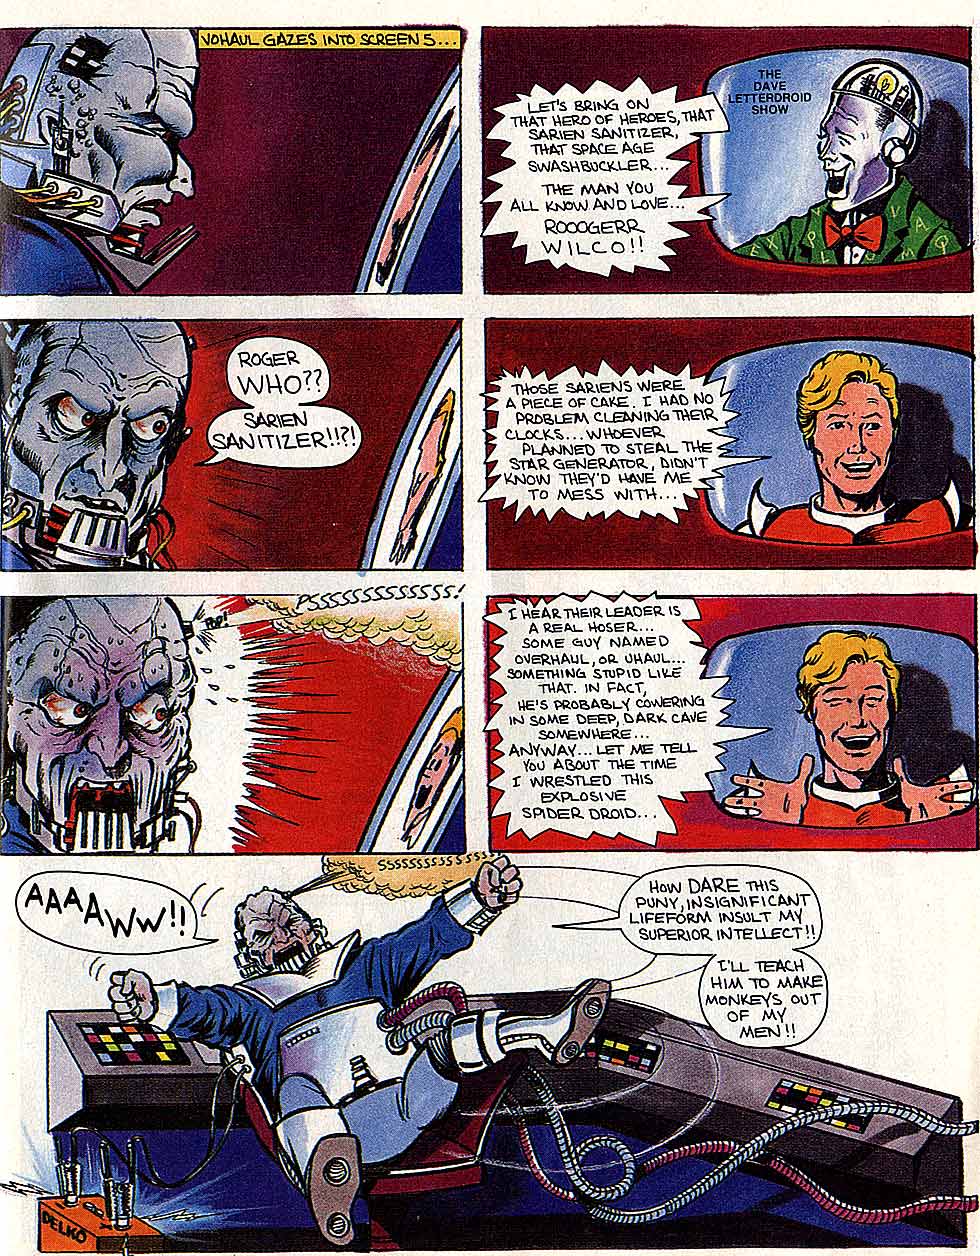 VOHAUL GAZES INTO SCREEN 5...
THE
DAVE
LETTERDROID
SHOW
LET'S BRING ON
THAT HERO OF HEROES, THAT
SARIEN SANITIZER,
THAT SPACE AGE
SWASHBUCKLER...
THE MAN YOU
ALL KNOW AND LOVE...
ROOOGERR
WILCO!!
ROGER
WHO??
SARIEN
SANITIZER!!?!
THOSE SARIENS WERE
A PIECE OF CAKE. I HAD NO
PROBLEM CLEANING THEIR
CLOCKS... WHOEVER
PLANNED TO STEAL THE
STAR GENERATOR, DIDN'T
KNOW THEY'D HAVE ME
TO MESS WITH...
POP!
PSSSSSSSSSSSSS!
I HEAR THEIR LEADER IS
A REAL HOSER...
SOME GUY NAMED
OVERHAUL, OR UHAUL...
SOMETHING STUPID LIKE
THAT. IN FACT,
HE'S PROBABLY COWERING
IN SOME DEEP, DARK CAVE
SOMEWHERE...
ANYWAY... LET ME TELL
YOU ABOUT THE TIME
I WRESTLED THIS
EXPLOSIVE
SPIDER DROID...
AAAAWW!!
SSSSSSSSSSSSSSSS
HOW DARE THIS
PUNY, INSIGNIFICANT
LIFEFORM INSULT MY
SUPERIOR INTELLECT!!
I'LL TEACH
HIM TO MAKE
MONKEYS OUT
OF MY
MEN!!
DELKO